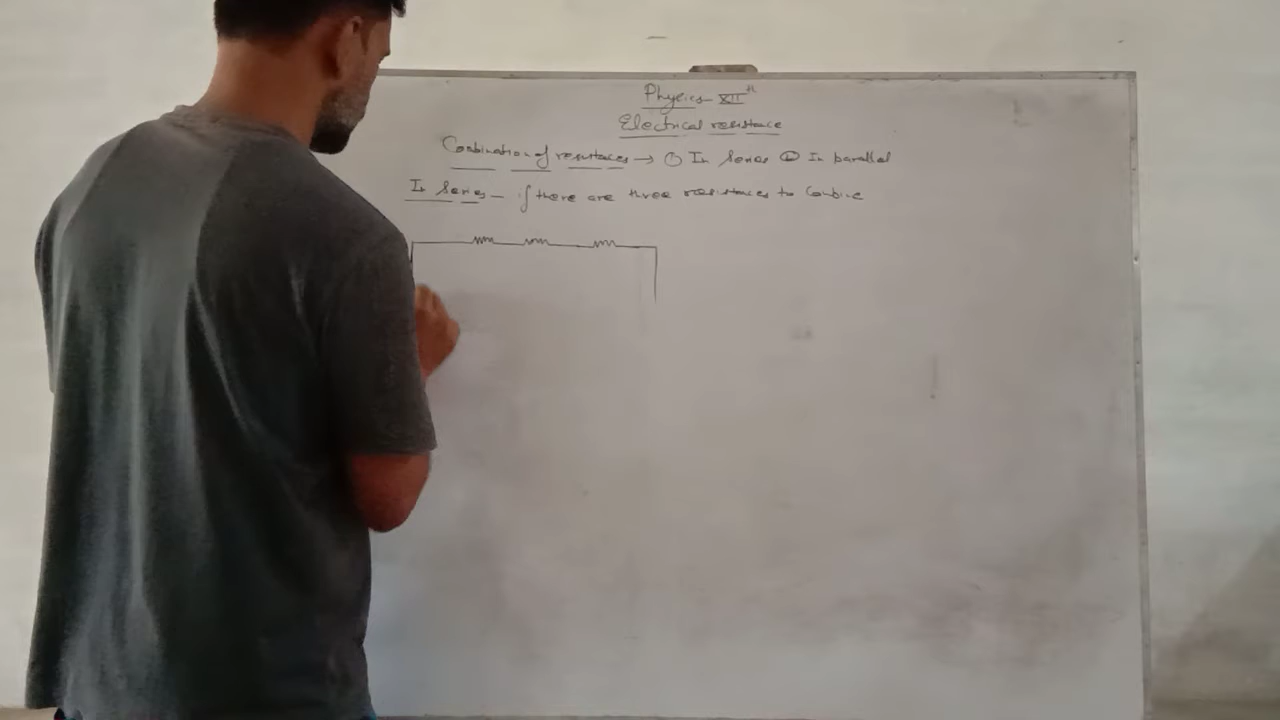 Physics XIIth
Electrical resistance
Combination of resistances → ① In Series ② In parallel
In Series – if there are three resistances to Combine